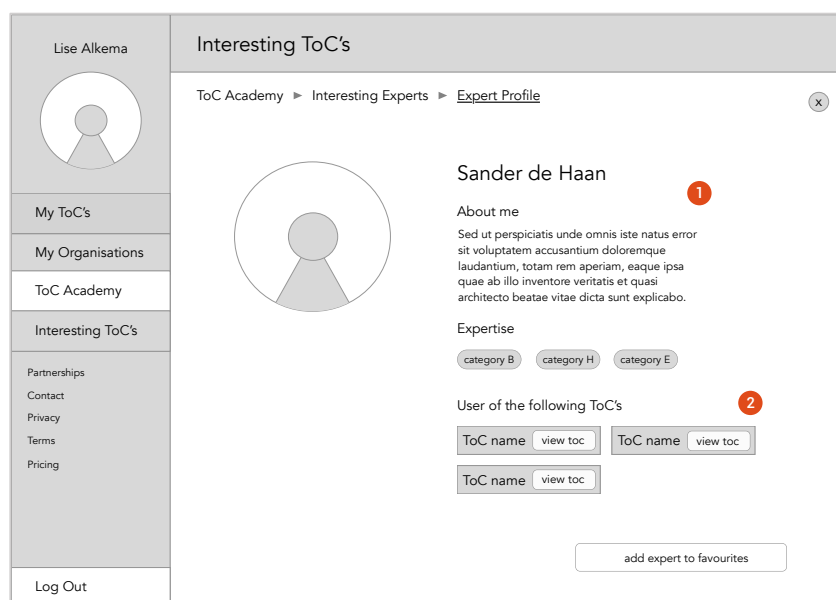 Lise Alkema
My ToC's
My Organisations
ToC Academy
Interesting ToC's
Partnerships
Contact
Privacy
Terms
Pricing
Log Out
Interesting ToC's
ToC Academy ► Interesting Experts ► Expert Profile
x
Sander de Haan
1
About me
Sed ut perspiciatis unde omnis iste natus error
sit voluptatem accusantium doloremque
laudantium, totam rem aperiam, eaque ipsa
quae ab illo inventore veritatis et quasi
architecto beatae vitae dicta sunt explicabo.
Expertise
category B category H category E
User of the following ToC's
2
ToC name view toc ToC name view toc
ToC name view toc
add expert to favourites